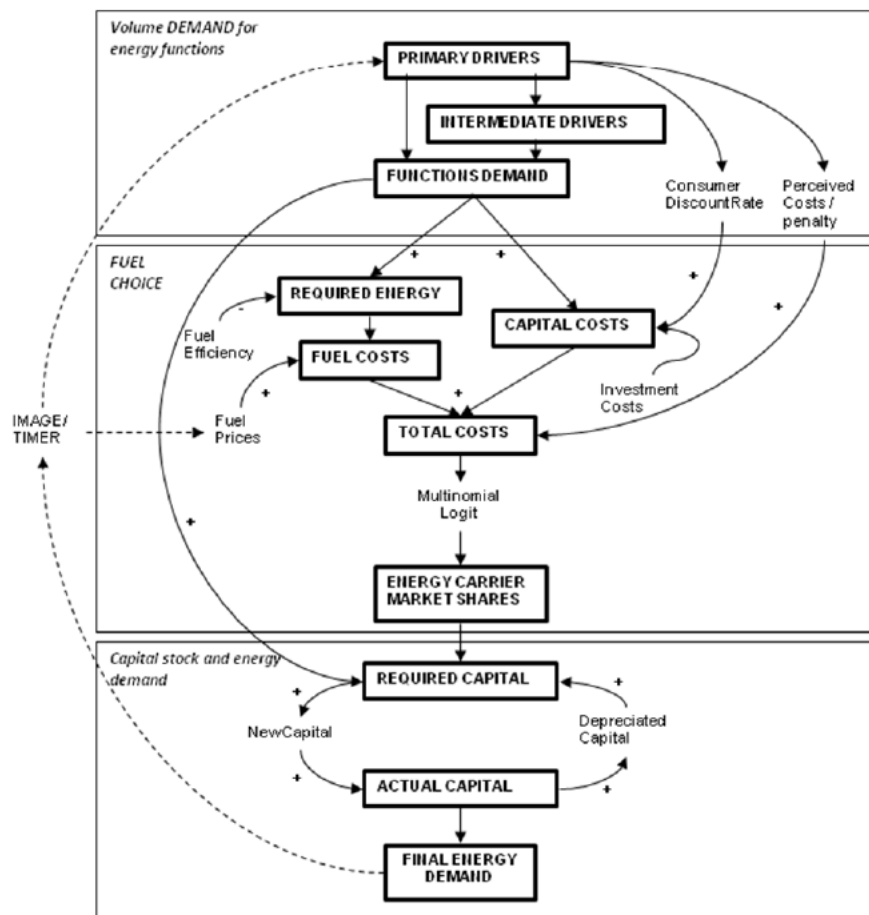 Volume DEMAND for
energy functions
PRIMARY DRIVERS
INTERMEDIATE DRIVERS
FUNCTIONS DEMAND
Consumer
DiscountRate
Perceived
Costs/
penalty
FUEL
CHOICE
+
+
+
+
REQUIRED ENERGY
-
Fuel
Efficiency
CAPITAL COSTS
FUEL COSTS
+
+
Investment
Costs
IMAGE/
TIMER
Fuel
Prices
TOTAL COSTS
Multinomial
Logit
+
ENERGY CARRIER
MARKET SHARES
Capital stock and energy
demand
REQUIRED CAPITAL
+
+
NewCapital
Depreciated
Capital
+
+
ACTUAL CAPITAL
FINAL ENERGY
DEMAND